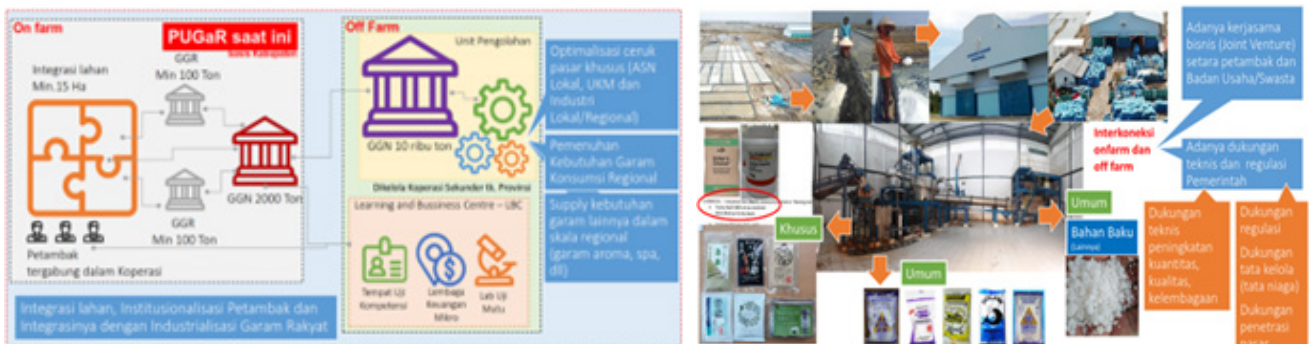 On farm
PUGaR saat ini
Integrasi lahan
Min.15 Ha
GGR
Min 100 Ton
GGN 2000 Ton
GGR
Min 100 Ton
Petambak
tergabung dalam Koperasi
Integrasi lahan, Institusionalisasi Petambak dan
Integrasinya dengan Industrialisasi Garam Rakyat
Off Farm
Unit Pengolahan
GGN 10 ribu ton
Dikelola Koperasi Sekunder tk. Provinsi
Learning and Bussiness Centre – LBC
Tempat Uji
Kompetensi
Lembaga
Keuangan
Mikro
Lab Uji
Mutu
Optimalisasi ceruk
pasar khusus (ASN
Lokal, UKM dan
Industri
Lokal/Regional)
Pemenuhan
Kebutuhan Garam
Konsumsi Regional
Supply kebutuhan
garam lainnya dalam
skala regional
(garam aroma, spa,
dll)
Adanya kerjasama
bisnis (Joint Venture)
setara petambak dan
Badan Usaha/Swasta
Interkoneksi
onfarm dan
off farm
Adanya dukungan
teknis dan regulasi
Pemerintah
Khusus
Umum
Umum
Bahan Baku
(Lainnya)
Dukungan
teknis
peningkatan
kuantitas,
kualitas,
kelembagaan
Dukungan
regulasi
Dukungan
tata kelola
(tata niaga)
Dukungan
penetrasi
pasar